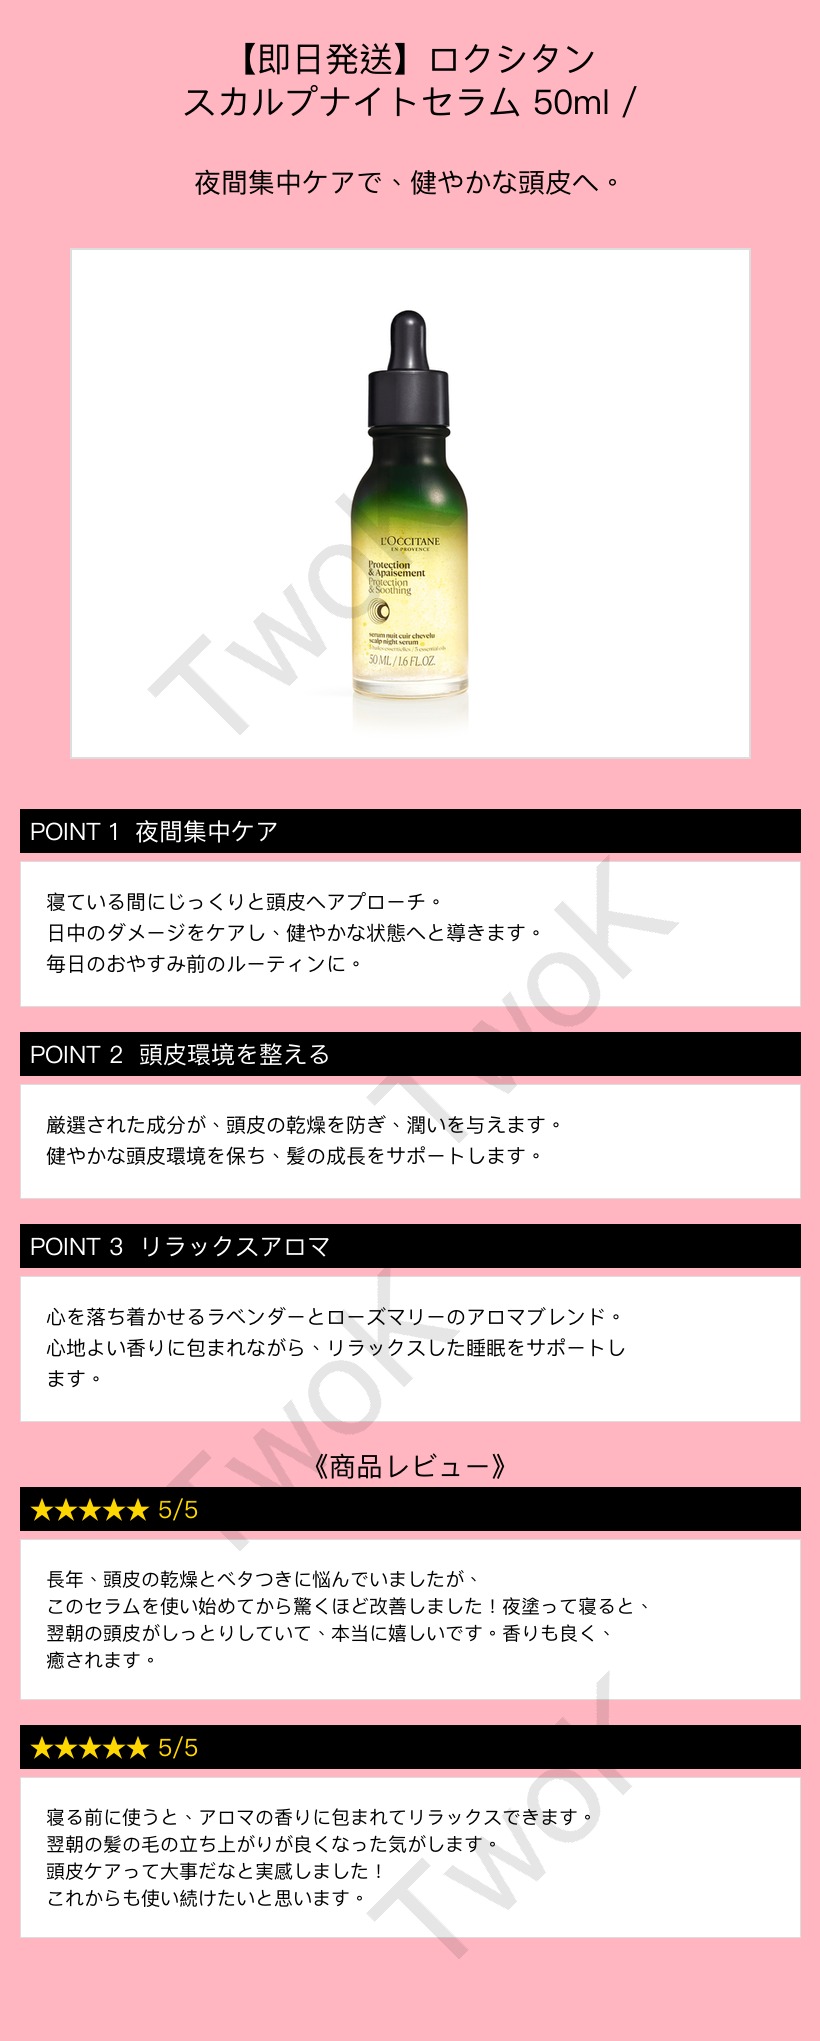 【即日発送】ロクシタン
スカルプナイトセラム 50ml /
夜間集中ケアで、健やかな頭皮へ。
L'OCCITANE
EN PROVENCE
Protection
& Apaisement
Protection
& Soothing
serum nuit cuir chevelu
scalp night serum
5 huiles essentielles / 5 essential oils
50 ML / 1.6 FL.OZ.
TwoK
POINT 1 夜間集中ケア
寝ている間にじっくりと頭皮へアプローチ。
日中のダメージをケアし、健やかな状態へと導きます。
毎日のおやすみ前のルーティンに。
TwoK
POINT 2 頭皮環境を整える
厳選された成分が、頭皮の乾燥を防ぎ、潤いを与えます。
健やかな頭皮環境を保ち、髪の成長をサポートします。
POINT 3 リラックスアロマ
心を落ち着かせるラベンダーとローズマリーのアロマブレンド。
心地よい香りに包まれながら、リラックスした睡眠をサポートし
ます。
TwoK
《商品レビュー》
★★★★★ 5/5
長年、頭皮の乾燥とベタつきに悩んでいましたが、
このセラムを使い始めてから驚くほど改善しました！夜塗って寝ると、
翌朝の頭皮がしっとりしていて、本当に嬉しいです。香りも良く、
癒されます。
★★★★★ 5/5
寝る前に使うと、アロマの香りに包まれてリラックスできます。
翌朝の髪の毛の立ち上がりが良くなった気がします。
頭皮ケアって大事だなと実感しました！
これからも使い続けたいと思います。
TwoK